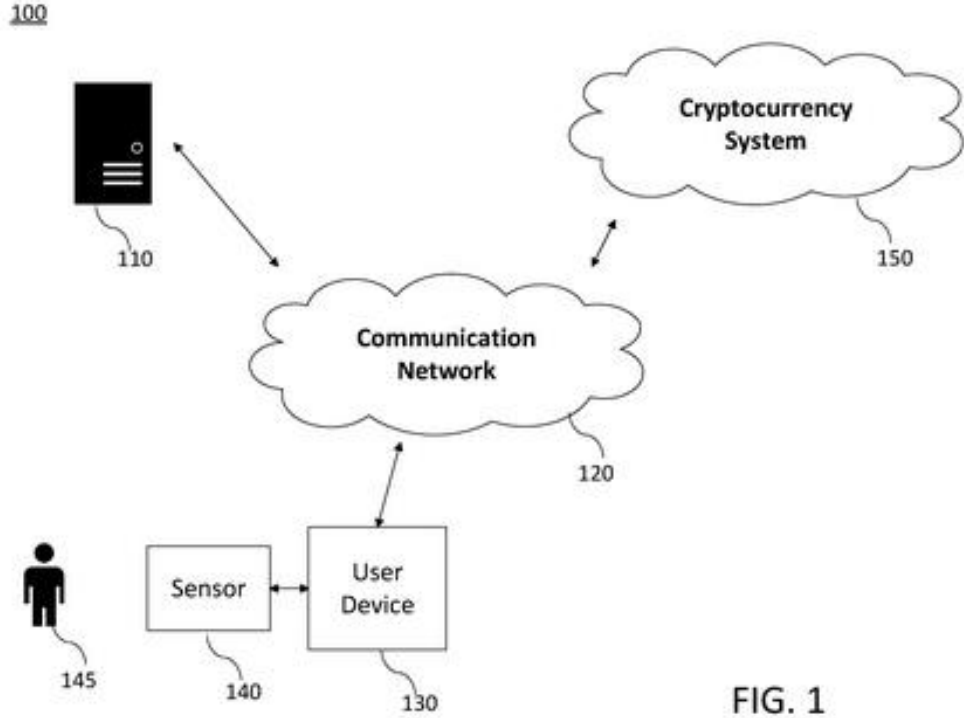 100
Cryptocurrency
System
110
150
Communication
Network
120
Sensor
User
Device
145
140
130
FIG. 1